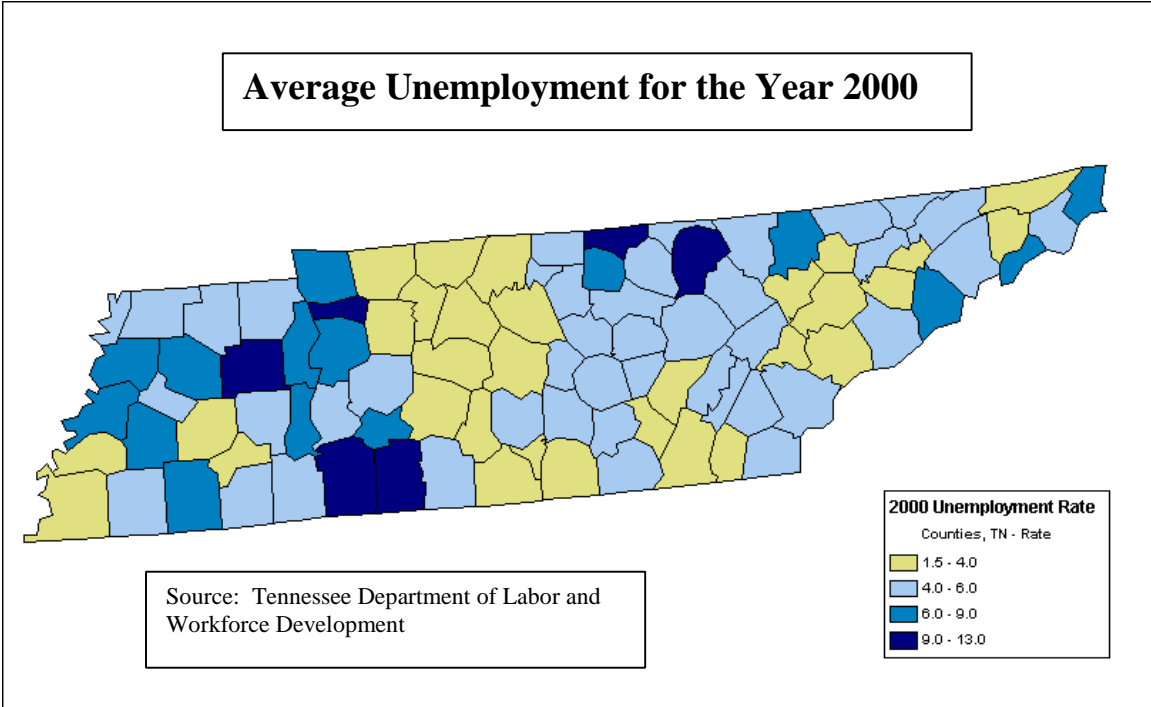 Average Unemployment for the Year 2000
2000 Unemployment Rate
Counties, TN - Rate
1.5 - 4.0
4.0 - 6.0
6.0 - 9.0
9.0 - 13.0
Source: Tennessee Department of Labor and
Workforce Development